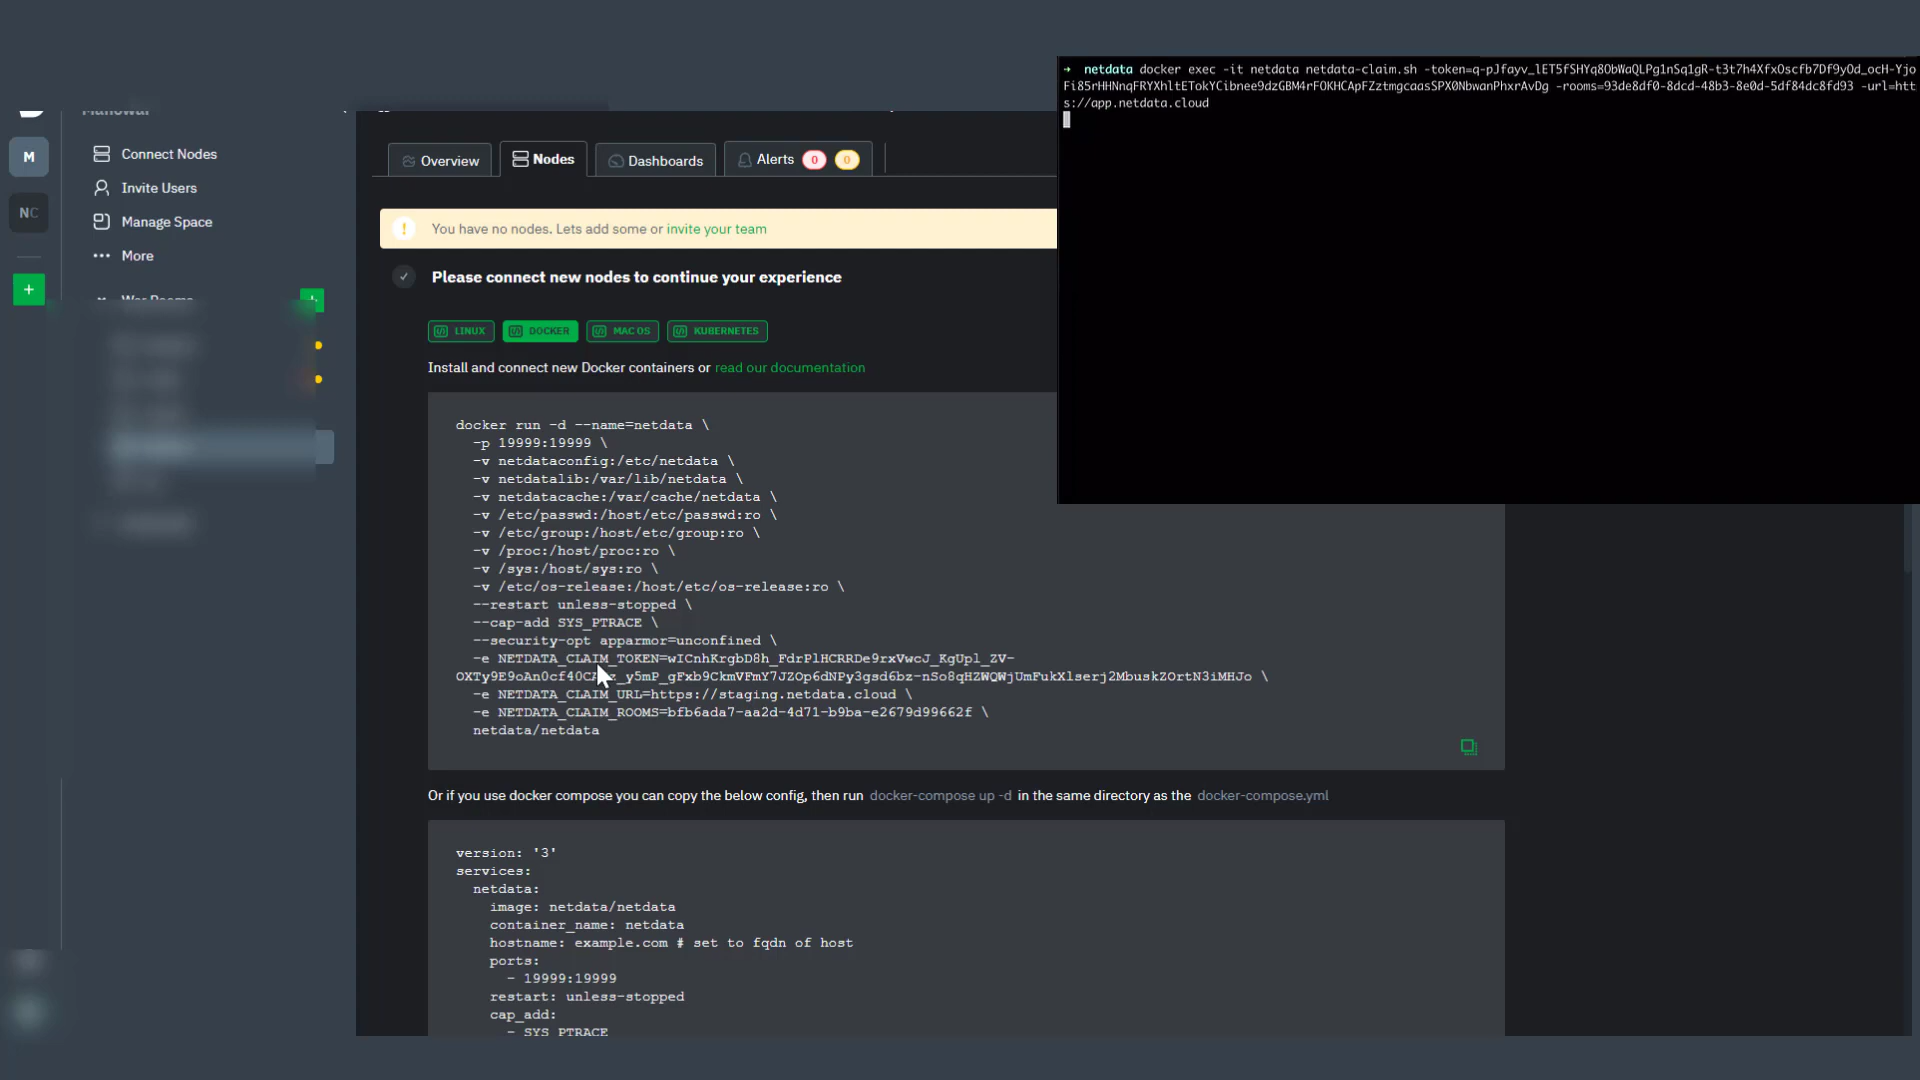 M
NC
+
Connect Nodes
Invite Users
Manage Space
More
+
Overview
Nodes
Dashboards
Alerts 0 0
! You have no nodes. Lets add some or invite your team
Please connect new nodes to continue your experience
LINUX
DOCKER
MAC OS
KUBERNETES
Install and connect new Docker containers or read our documentation
docker run -d --name=netdata \
-p 19999:19999 \
-v netdataconfig:/etc/netdata \
-v netdatalib:/var/lib/netdata \
-v netdatacache:/var/cache/netdata \
-v /etc/passwd:/host/etc/passwd:ro \
-v /etc/group:/host/etc/group:ro \
-v /proc:/host/proc:ro \
-v /sys:/host/sys:ro \
-v /etc/os-release:/host/etc/os-release:ro \
--restart unless-stopped \
--cap-add SYS_PTRACE \
--security-opt apparmor=unconfined \
-e NETDATA_CLAIM_TOKEN=wICnhKrgbD8h_FdrPlHCRRDe9rxVwcJ_KgUpl_ZV-
-e NETDATA_CLAIM_URL=https://staging.netdata.cloud \
-e NETDATA_CLAIM_ROOMS=bfb6ada7-aa2d-4d71-b9ba-e2679d99662f \
netdata/netdata
Or if you use docker compose you can copy the below config, then run docker-compose up -d in the same directory as the docker-compose.yml
version: '3'
services:
netdata:
image: netdata/netdata
container_name: netdata
hostname: example.com # set to fqdn of host
ports:
- 19999:19999
restart: unless-stopped
cap_add:
- SYS_PTRACE
netdata docker exec -it netdata netdata-claim.sh -token=q-pJfayv_lET5fSHYq8ObWaQLPg1nSq1gR-t3t7h4XfxOscfb7Df9yOd_ocH-Yjo
Fi85rHHNnqFRYXhltETokYCibnee9dzGBM4rFOKHCApFZztmgcaasSPX0NbwanPhxrAvDg -rooms=93de8df0-8dcd-48b3-8e0d-5df84dc8fd93 -url=htt
s://app.netdata.cloud